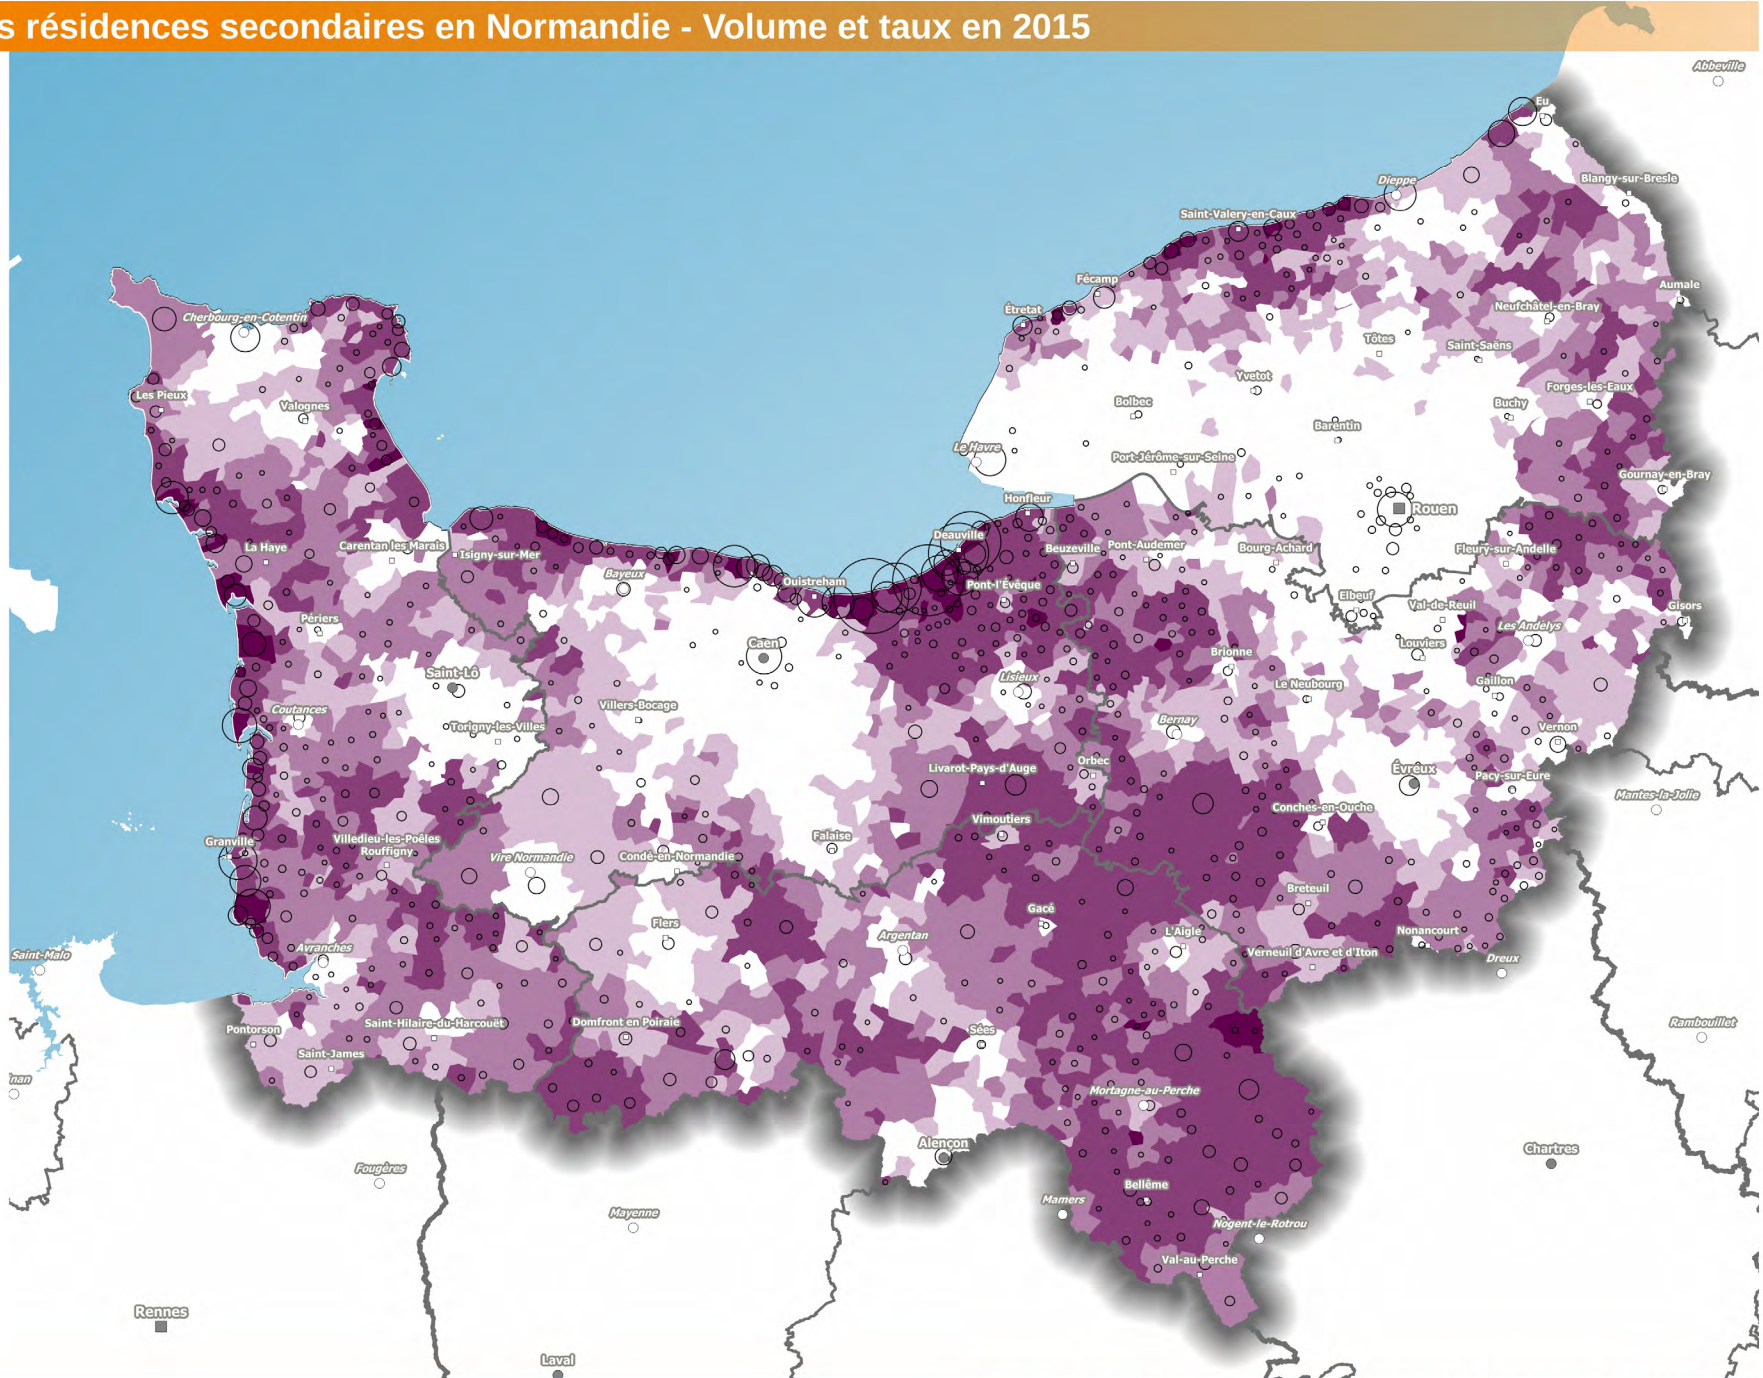 s résidences secondaires en Normandie - Volume et taux en 2015
Abbeville
Eu
Blangy-sur-Bresle
Dieppe
Saint-Valery-en-Caux
Fécamp
Aumale
Étretat
Neufchâtel-en-Bray
Cherbourg-en-Cotentin
Tôtes
Saint-Saëns
Yvetot
Forges-les-Eaux
Les Pieux
Valognes
Bolbec
Buchy
Barentin
Le Havre
Port-Jérôme-sur-Seine
Gournay-en-Bray
Honfleur
Rouen
Deauville
La Haye
Carentan les Marais
Isigny-sur-Mer
Beuzeville
Pont-Audemer
Bourg-Achard
Fleury-sur-Andelle
Bayeux
Ouistreham
Pont-l'Évêque
Elbeuf
Val-de-Reuil
Gisors
Périers
Caen
Les Andelys
Louviers
Brionne
Saint-Lô
Lisieux
Le Neubourg
Gaillon
Coutances
Villers-Bocage
Torigny-les-Villes
Bernay
Vernon
Livarot-Pays-d'Auge
Orbec
Évreux
Pacy-sur-Eure
Mantes-la-Jolie
Conches-en-Ouche
Vimoutiers
Granville
Villedieu-les-Poêles
Rouffigny
Falaise
Vire Normandie
Condé-en-Normandie
Breteuil
Gacé
Flers
Argentan
L'Aigle
Nonancourt
Avranches
Verneuil d'Avre et d'Iton
Saint-Malo
Dreux
Pontorson
Saint-Hilaire-du-Harcouët
Domfront en Poiraie
Sées
Rambouillet
Saint-James
nan
Mortagne-au-Perche
Alençon
Chartres
Fougères
Bellême
Mamers
Mayenne
Nogent-le-Rotrou
Val-au-Perche
Rennes
Laval